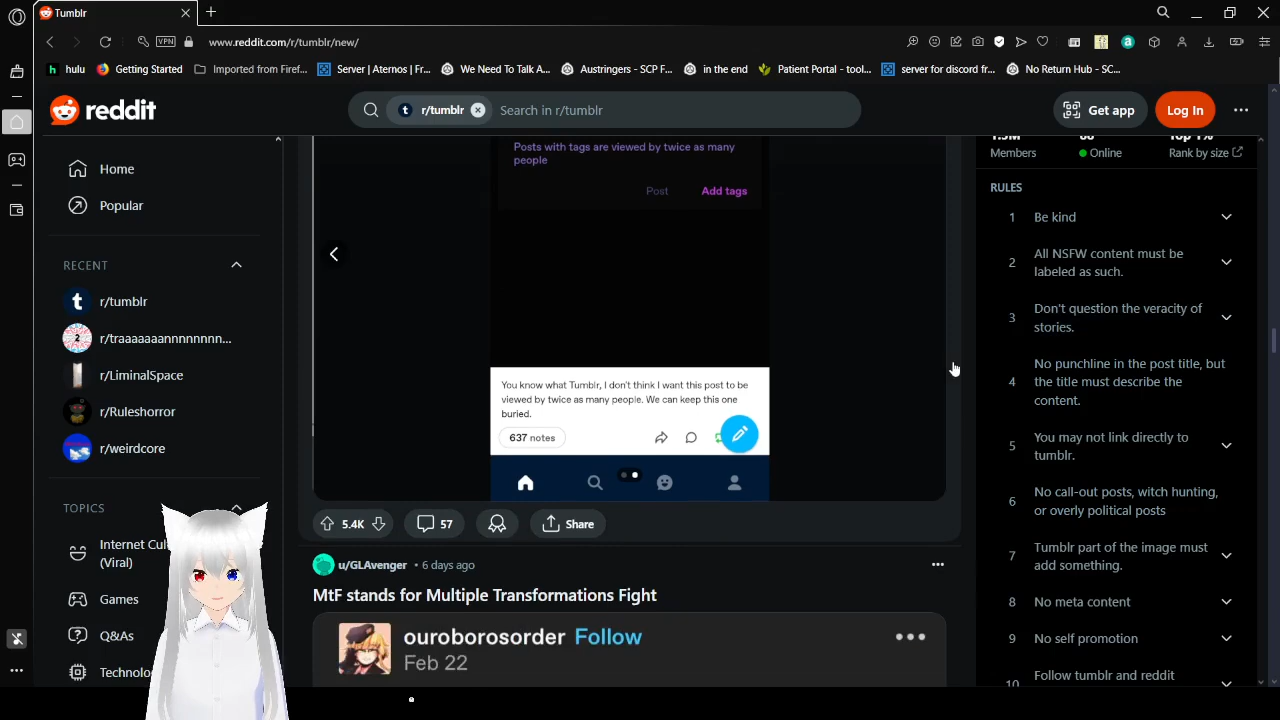 Tumblr
VPN
www.reddit.com/r/tumblr/new/
hulu
Getting Started
Imported from Firef...
Server | Aternos | Fr...
We Need To Talk A...
Austringers - SCP F...
in the end
Patient Portal - tool...
server for discord fr...
No Return Hub - SC...
reddit
r/tumblr
Search in r/tumblr
Get app
Log In
Home
Popular
RECENT
r/tumblr
r/traaaaaaannnnnnnn...
r/LiminalSpace
r/Ruleshorror
r/weirdcore
TOPICS
Internet Cul
(Viral)
Games
Q&As
Technolo
Posts with tags are viewed by twice as many
people
Post
Add tags
You know what Tumblr, I don't think I want this post to be
viewed by twice as many people. We can keep this one
buried.
637 notes
5.4K
57
Share
u/GLAvenger • 6 days ago
MtF stands for Multiple Transformations Fight
ouroborosorder Follow
Feb 22
Members
Online
Top 1%
Rank by size
RULES
1 Be kind
2 All NSFW content must be
labeled as such.
3 Don't question the veracity of
stories.
4 No punchline in the post title, but
the title must describe the
content.
5 You may not link directly to
tumblr.
6 No call-out posts, witch hunting,
or overly political posts
7 Tumblr part of the image must
add something.
8 No meta content
9 No self promotion
10 Follow tumblr and reddit